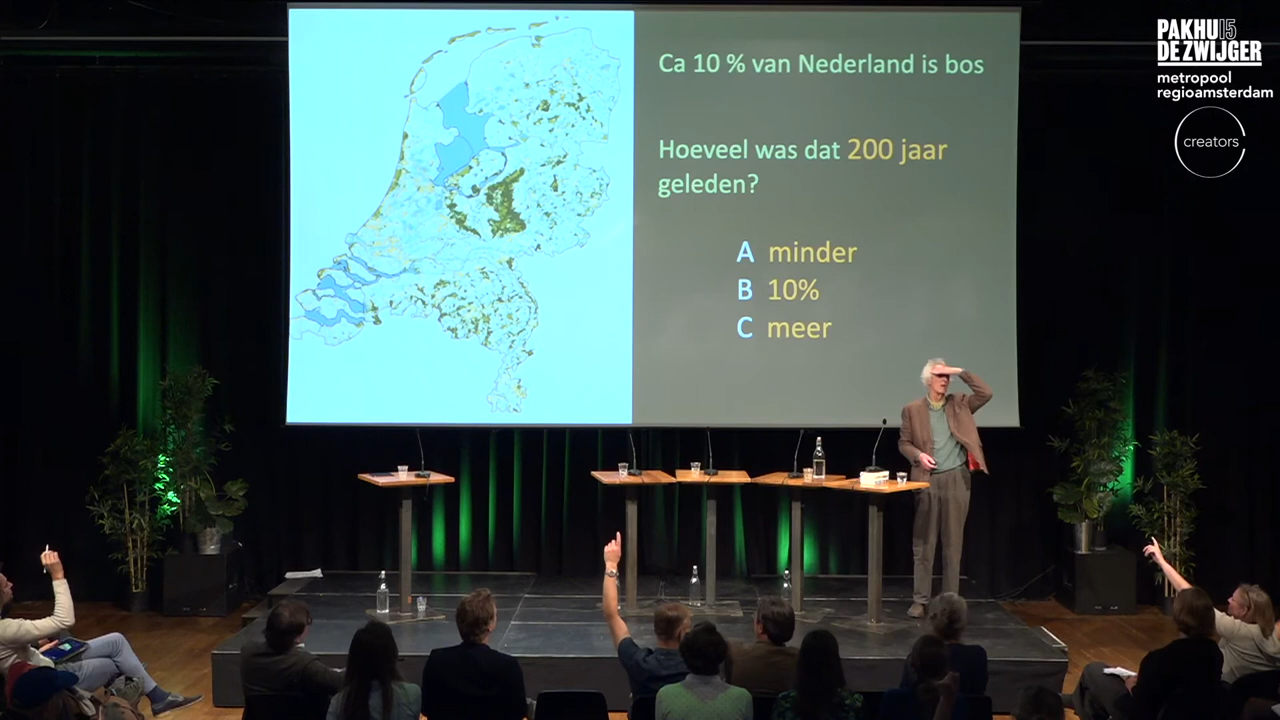 Ca 10 % van Nederland is bos
Hoeveel was dat 200 jaar
geleden?
A minder
B 10%
C meer
PAKHU15
DE ZWIJGER
metropool
regioamsterdam
creators